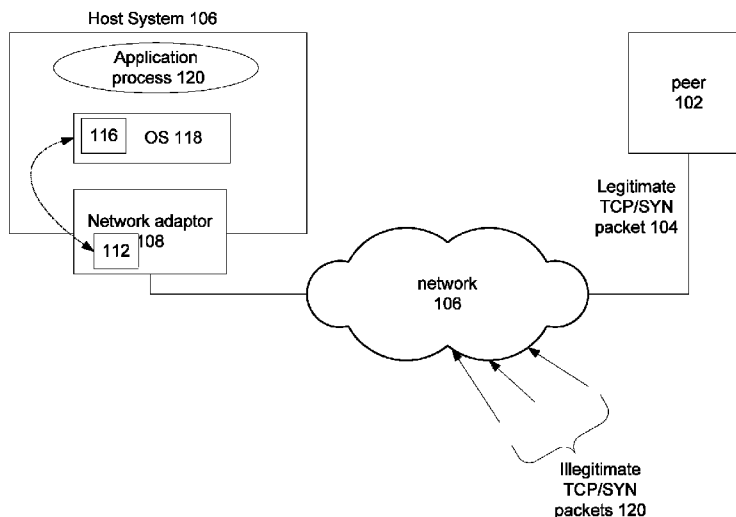 Host System 106
Application
process 120
116
OS 118
Network adaptor
108
112
peer
102
Legitimate
TCP/SYN
packet 104
network
106
Illegitimate
TCP/SYN
packets 120